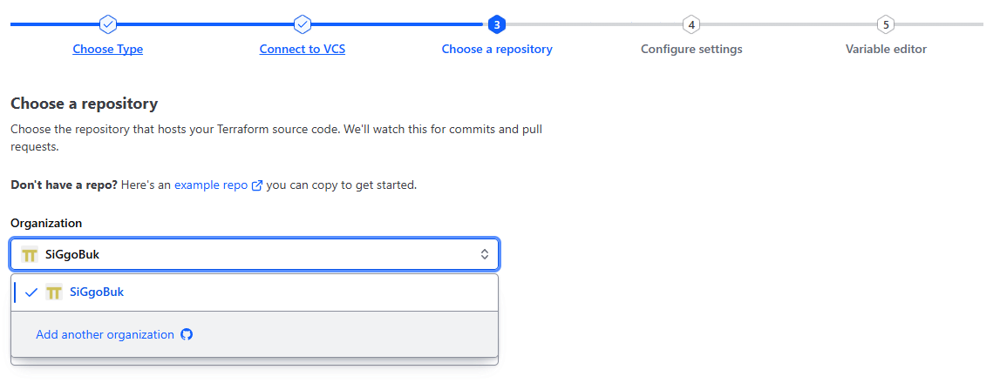 3
4
5
Choose Type
Connect to VCS
Choose a repository
Configure settings
Variable editor
Choose a repository
Choose the repository that hosts your Terraform source code. We'll watch this for commits and pull
requests.
Don't have a repo? Here's an example repo you can copy to get started.
Organization
SiGgoBuk
SiGgoBuk
Add another organization